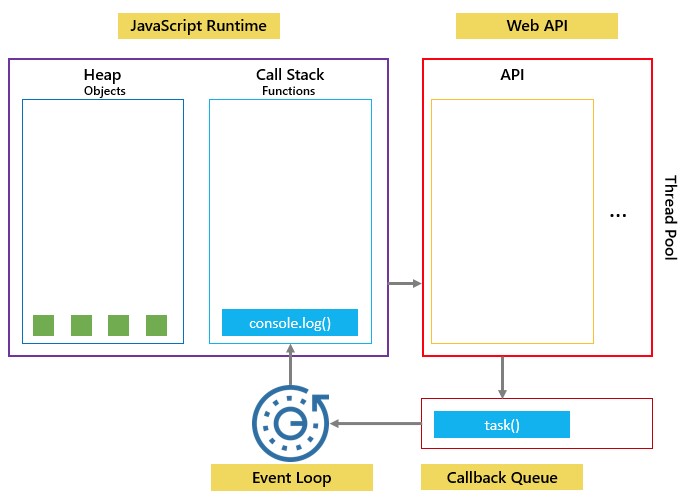 JavaScript Runtime
Web API
Heap
Objects
Call Stack
Functions
API
...
Thread Pool
console.log()
task()
Event Loop
Callback Queue